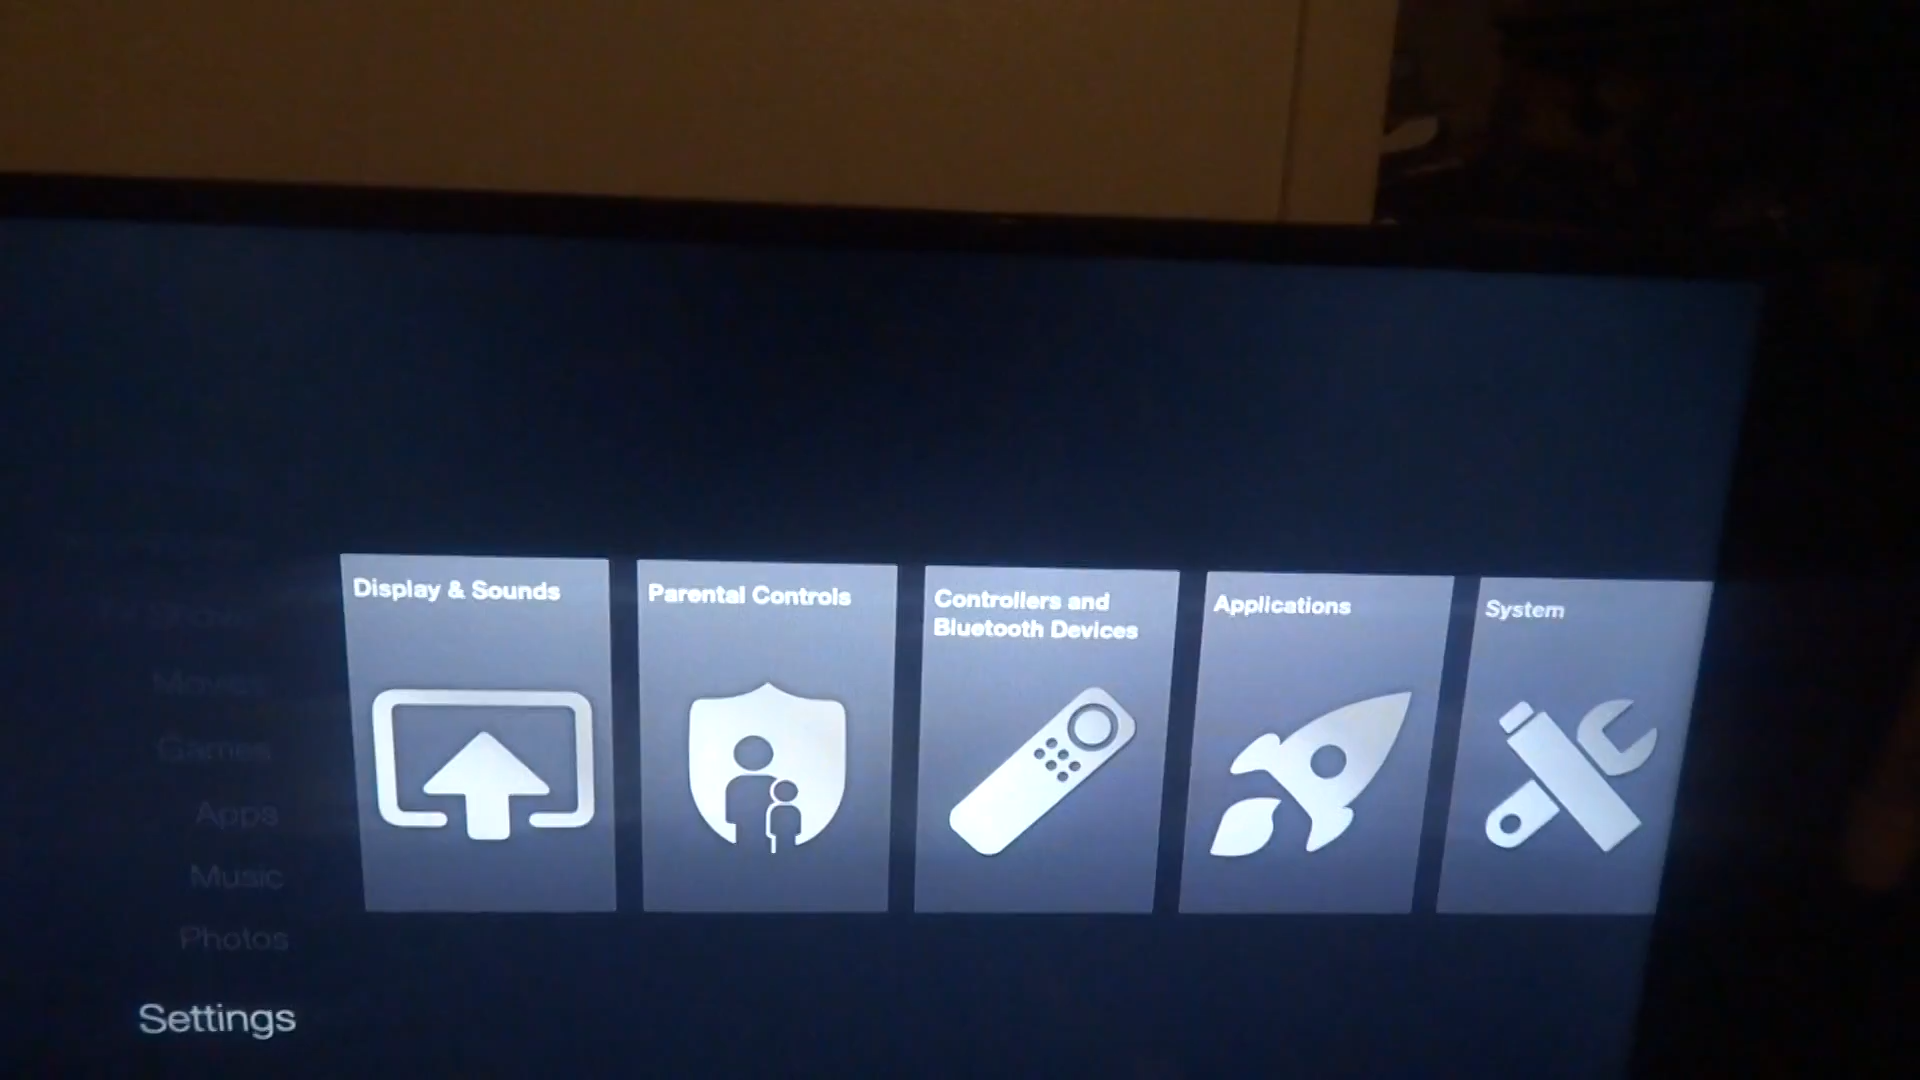 Display & Sounds
Parental Controls
Controllers and
Bluetooth Devices
Applications
System
Movies
Games
Apps
Music
Photos
Settings